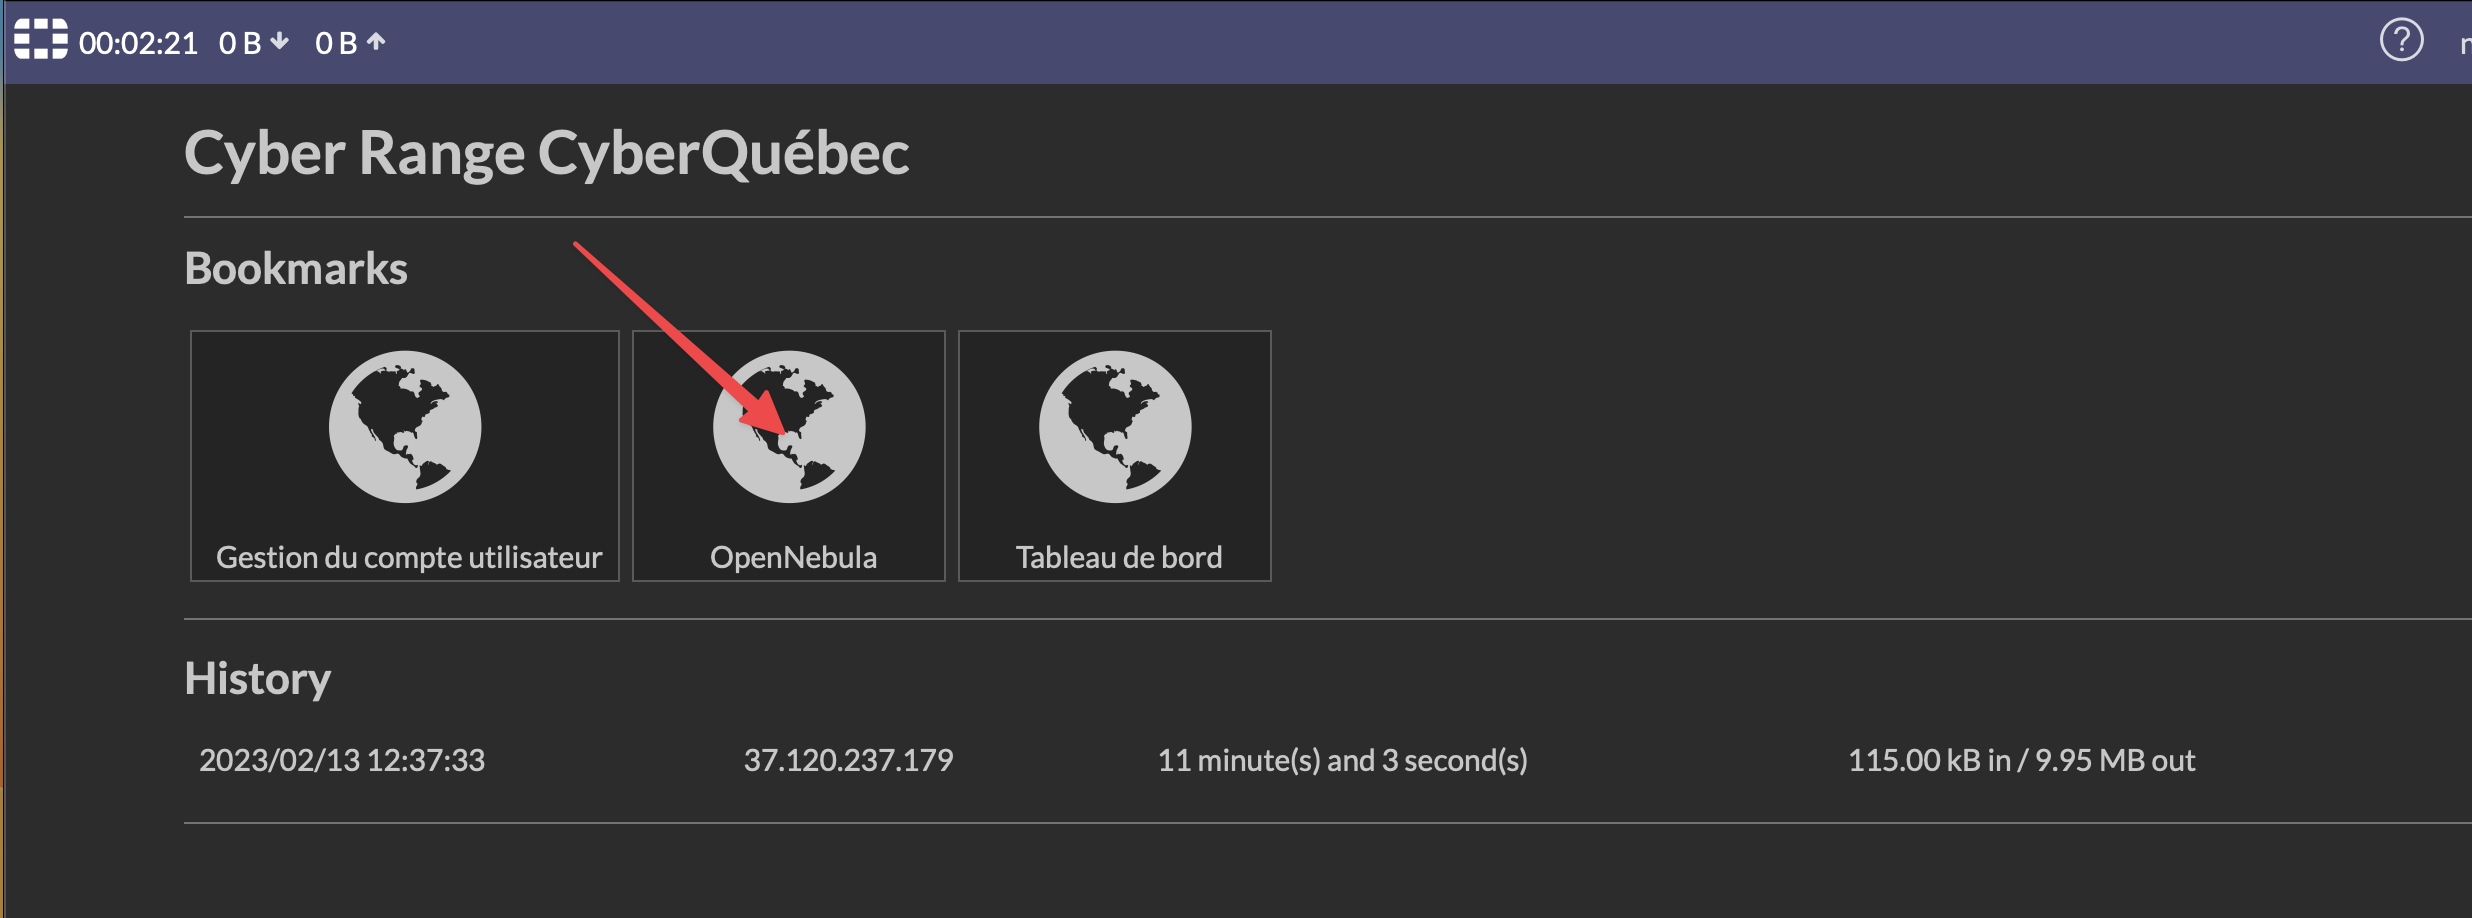 00:02:21 0 B 0 B
Cyber Range CyberQuébec
Bookmarks
Gestion du compte utilisateur
OpenNebula
Tableau de bord
History
2023/02/13 12:37:33 37.120.237.179 11 minute(s) and 3 second(s) 115.00 kB in / 9.95 MB out